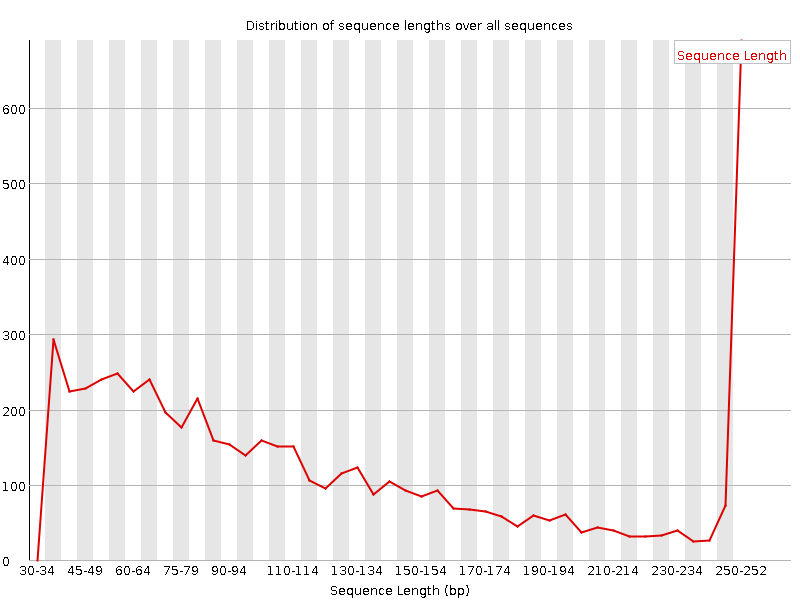 Distribution of sequence lengths over all sequences
Sequence Length
600
500
400
300
200
100
0
30-34 45-49 60-64 75-79 90-94 110-114 130-134 150-154 170-174 190-194 210-214 230-234 250-252
Sequence Length (bp)